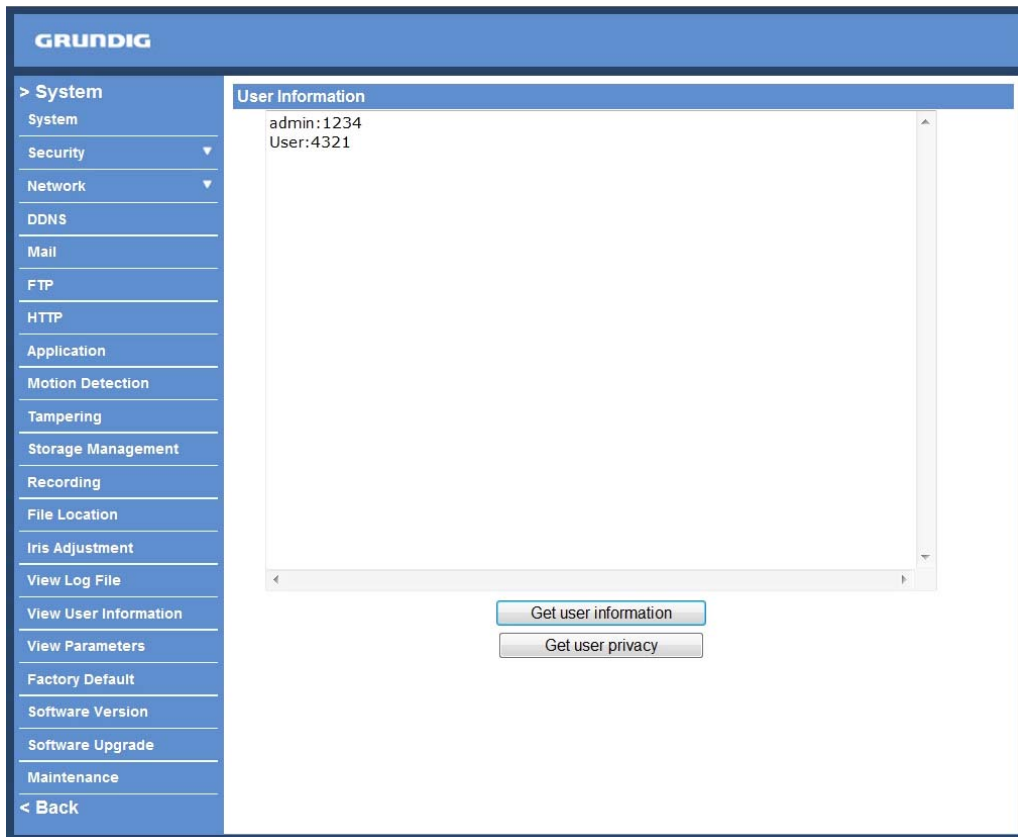 GRUNDIG
> System
System
Security
Network
DDNS
Mail
FTP
HTTP
Application
Motion Detection
Tampering
Storage Management
Recording
File Location
Iris Adjustment
View Log File
View User Information
View Parameters
Factory Default
Software Version
Software Upgrade
Maintenance
< Back
User Information
admin:1234
User:4321
Get user information
Get user privacy